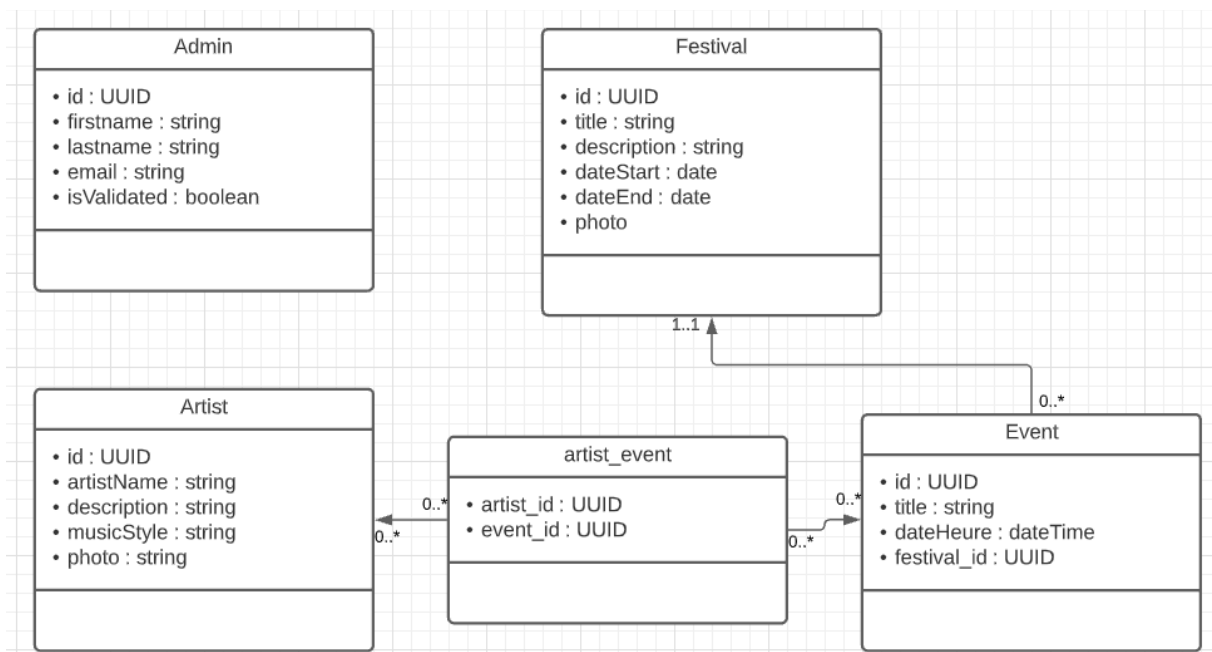 Admin
• id : UUID
• firstname : string
• lastname : string
• email : string
• isValidated : boolean
Festival
• id : UUID
• title : string
• description : string
• dateStart : date
• dateEnd : date
• photo
1..1
0..*
Artist
• id : UUID
• artistName : string
• description : string
• musicStyle : string
• photo : string
0..*
0..*
artist_event
• artist_id : UUID
• event_id : UUID
0..*
0..*
Event
• id : UUID
• title : string
• dateHeure : dateTime
• festival_id : UUID